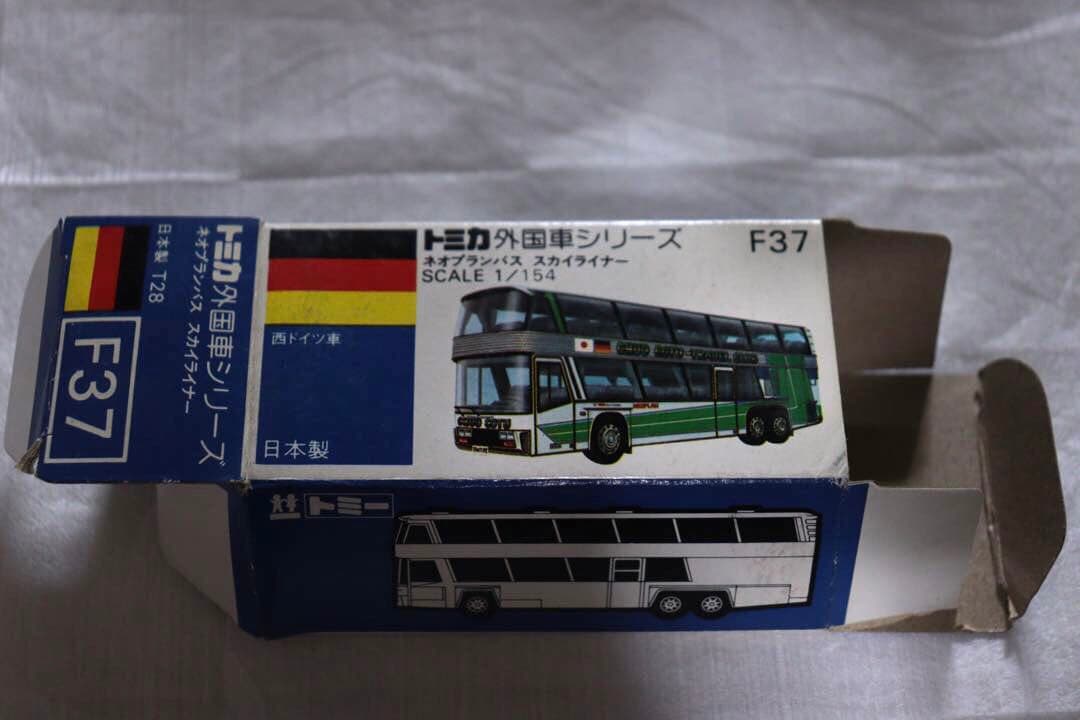 トミカ外国車シリーズ
ネオプランバス スカイライナー
日本製 T28
F37
トミカ外国車シリーズ
F37
ネオプランバス スカイライナー
SCALE 1/154
西ドイツ車
日本製
NEOPLAN
トミー